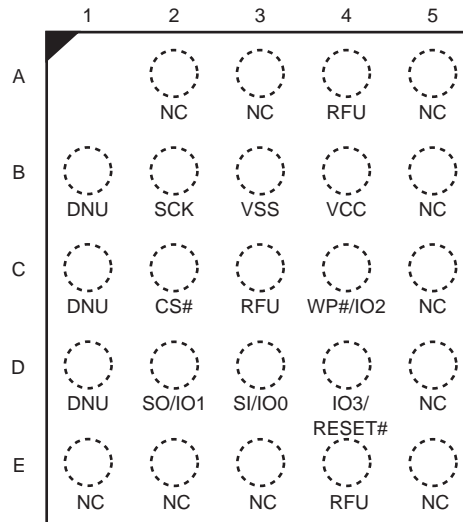 1 2 3 4 5
A
NC NC RFU NC
B
DNU SCK VSS VCC NC
C
DNU CS# RFU WP#/IO2 NC
D
DNU SO/IO1 SI/IO0 IO3/ NC
RESET#
E
NC NC NC RFU NC